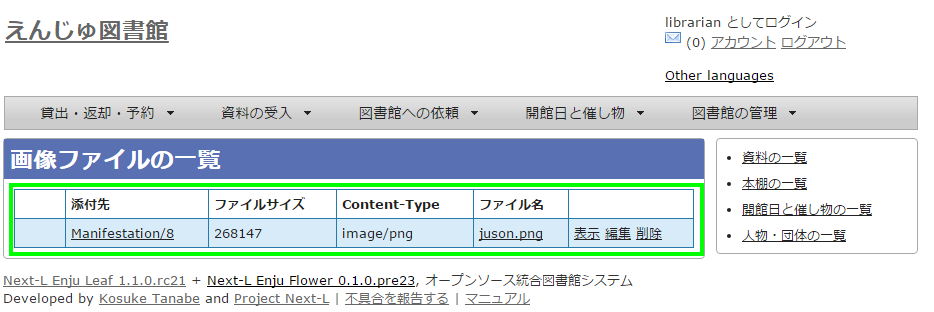 えんじゅ図書館
librarian としてログイン
(0) アカウント ログアウト
Other languages
貸出・返却・予約 資料の受入 図書館への依頼 開館日と催し物 図書館の管理
画像ファイルの一覧
添付先 ファイルサイズ Content-Type ファイル名
Manifestation/8 268147 image/png juson.png 表示 編集 削除
資料の一覧
本棚の一覧
開館日と催し物の一覧
人物・団体の一覧
Next-L Enju Leaf 1.1.0.rc21 + Next-L Enju Flower 0.1.0.pre23, オープンソース統合図書館システム
Developed by Kosuke Tanabe and Project Next-L | 不具合を報告する | マニュアル